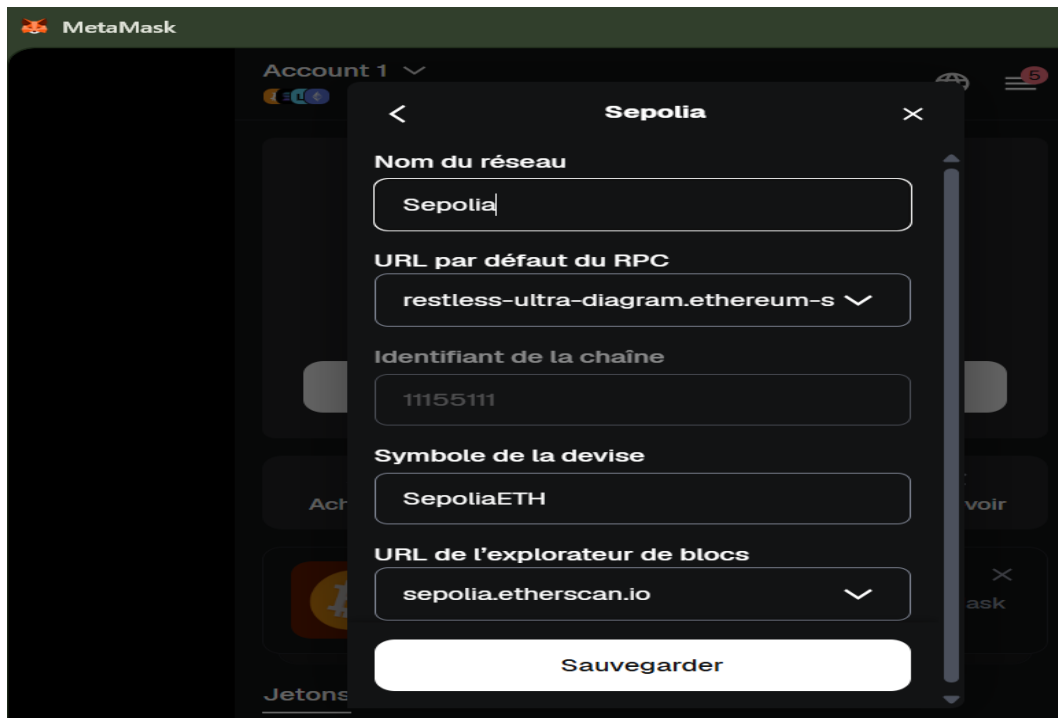 MetaMask
Account 1
5
Sepolia
Nom du réseau
Sepolia
URL par défaut du RPC
restless-ultra-diagram.ethereum-s
Identifiant de la chaîne
11155111
Symbole de la devise
SepoliaETH
Ach
voir
URL de l’explorateur de blocs
sepolia.etherscan.io
ask
Sauvegarder
Jetons